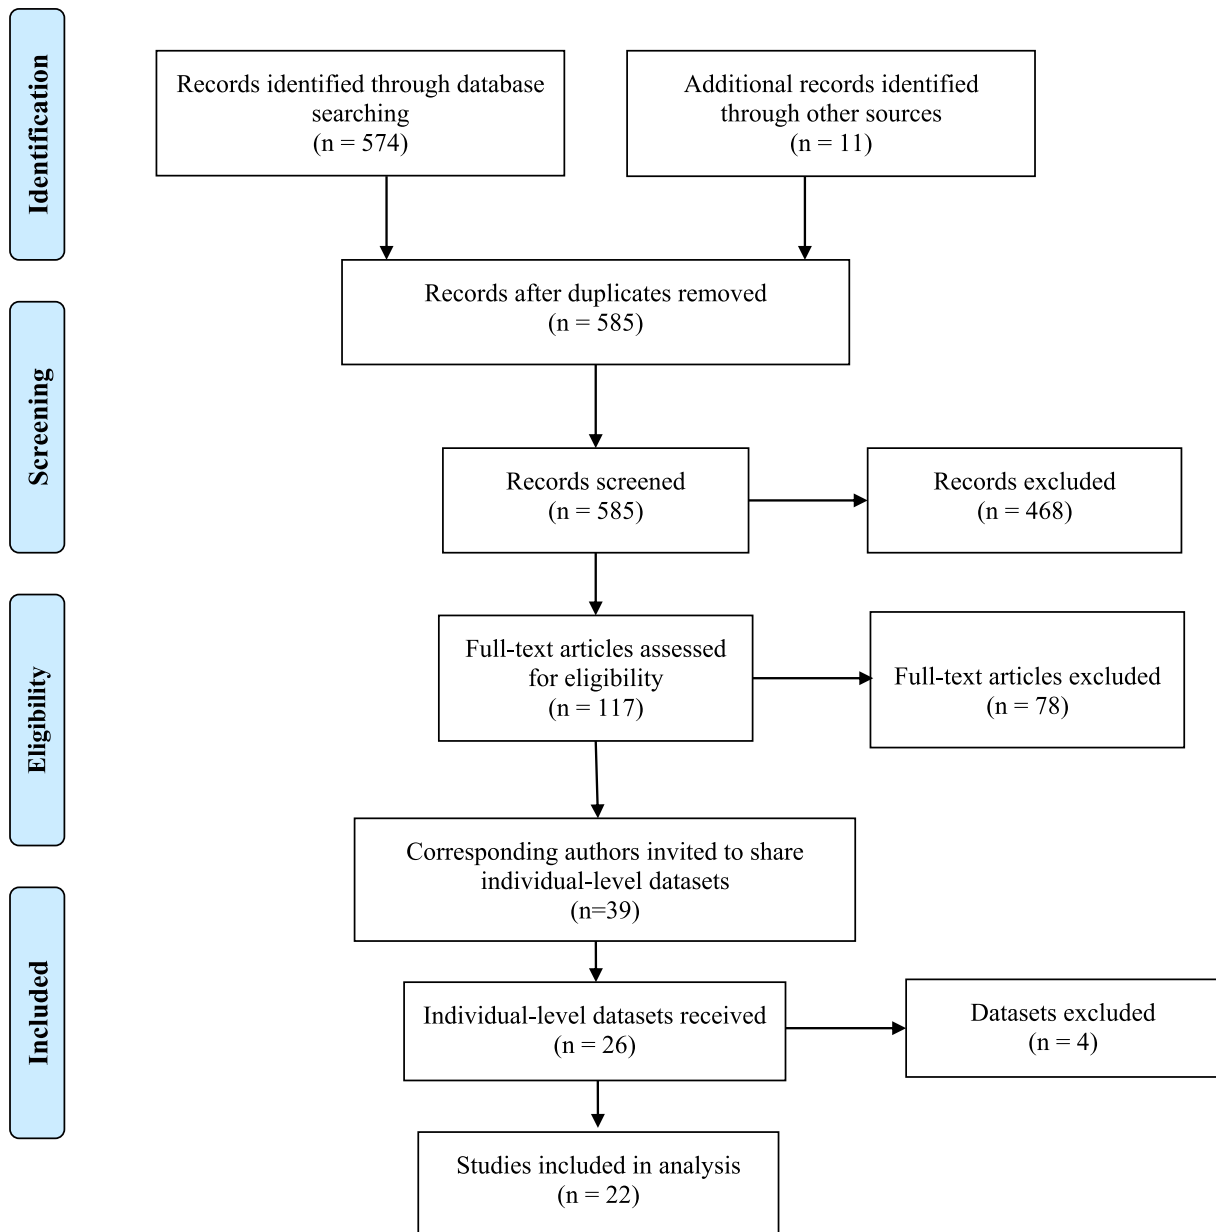 Identification
Records identified through database
searching
(n = 574)
Additional records identified
through other sources
(n = 11)
Records after duplicates removed
(n = 585)
Screening
Records screened
(n = 585)
Records excluded
(n = 468)
Eligibility
Full-text articles assessed
for eligibility
(n = 117)
Full-text articles excluded
(n = 78)
Corresponding authors invited to share
individual-level datasets
(n=39)
Included
Individual-level datasets received
(n = 26)
Datasets excluded
(n = 4)
Studies included in analysis
(n = 22)